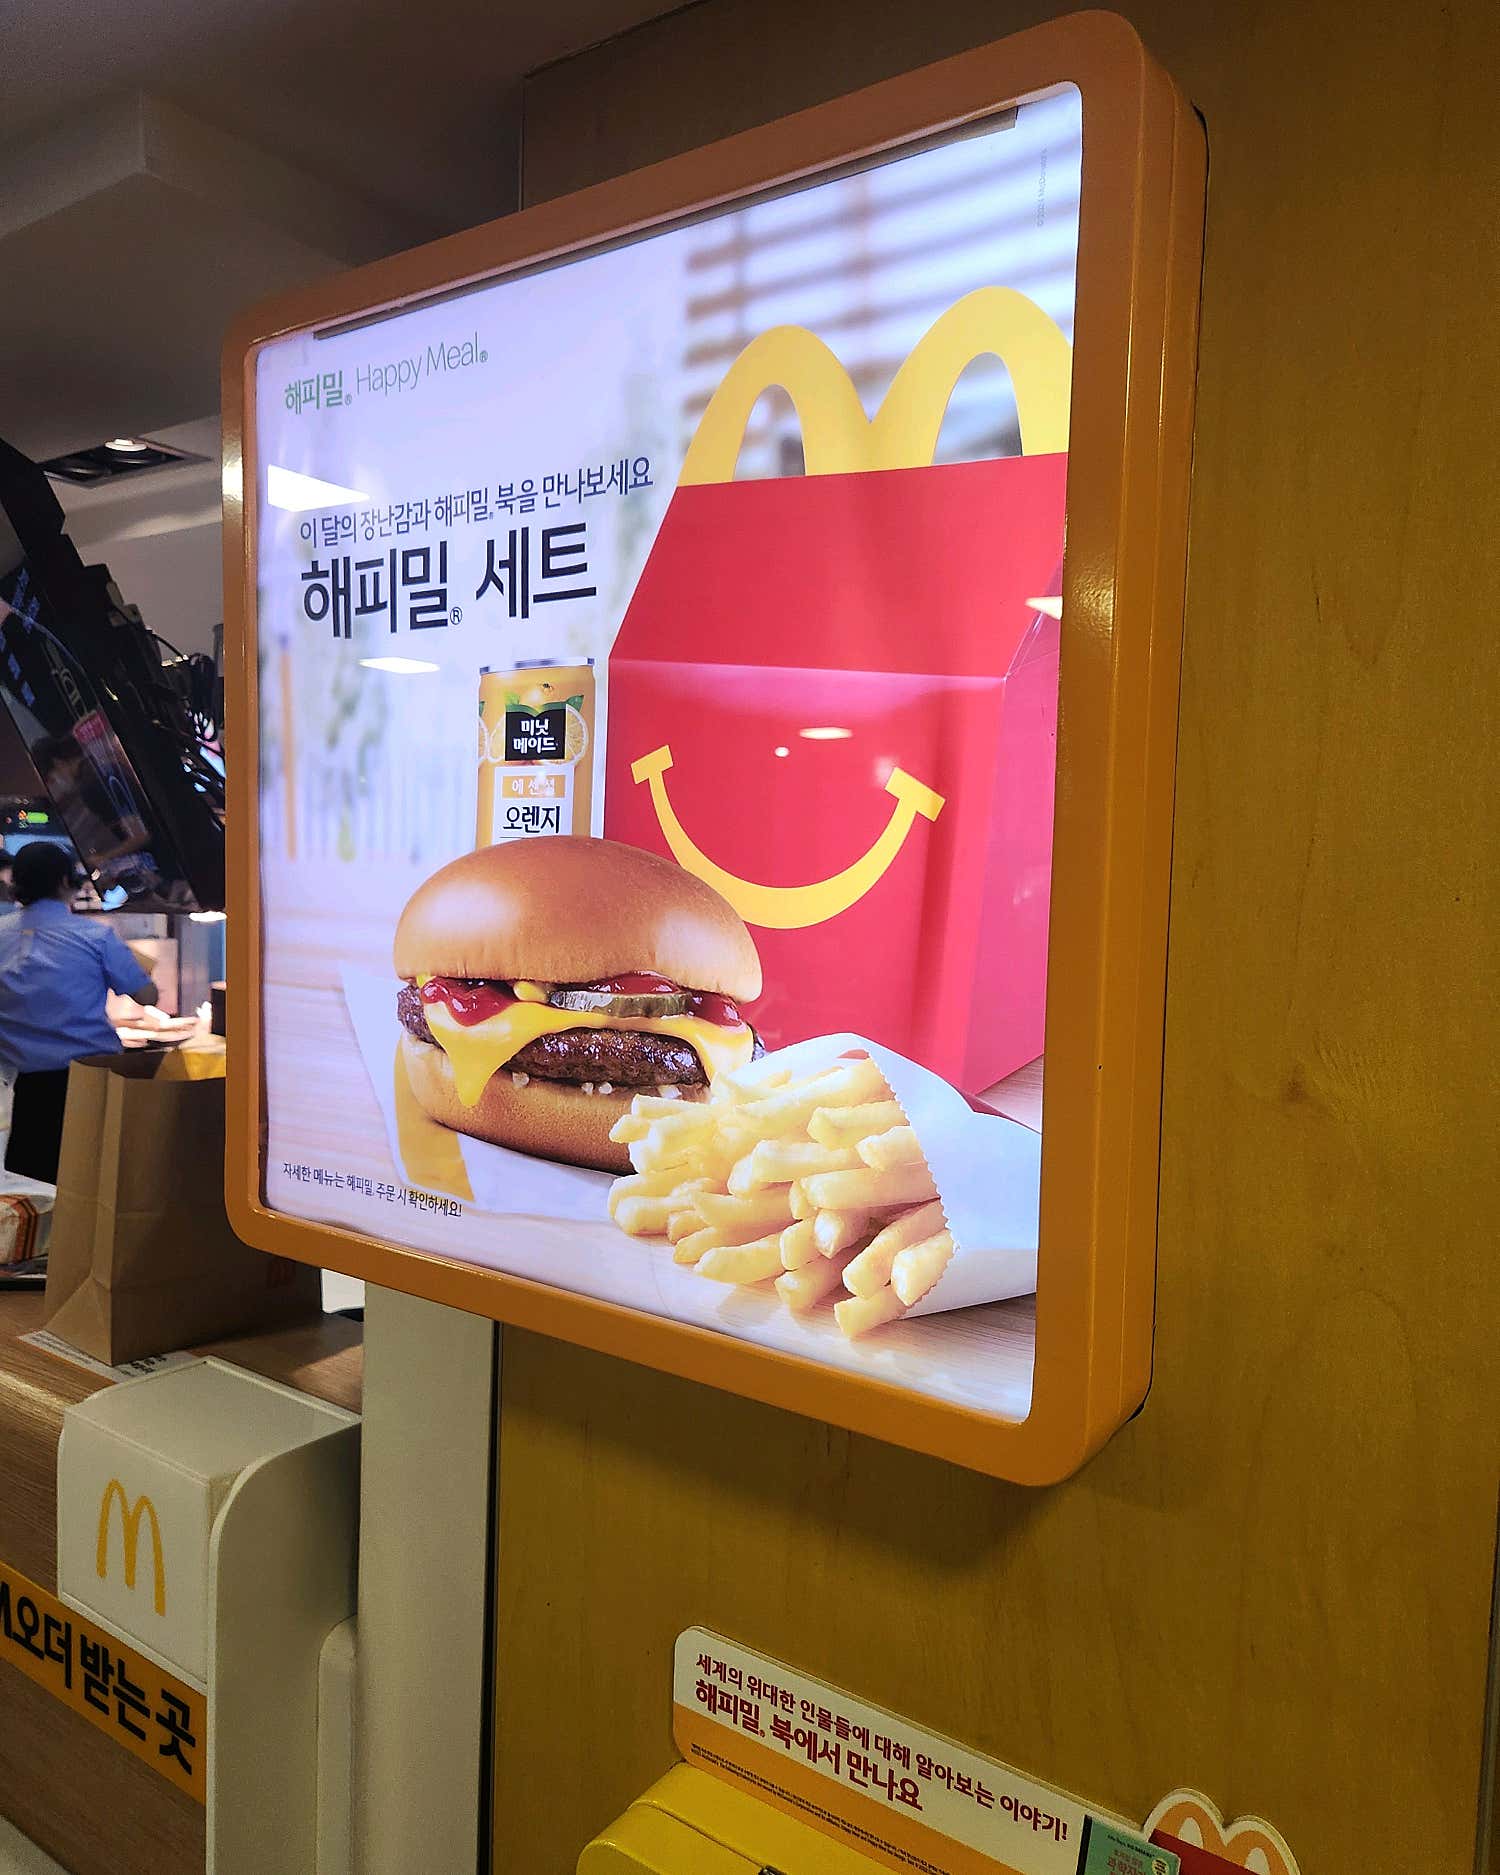 해피밀® Happy Meal®
이 달의 장난감과 해피밀® 북을 만나보세요
해피밀® 세트
미닛
메이드
에센셜
오렌지
자세한 메뉴는 해피밀® 주문 시 확인하세요!
오더 받는 곳
세계의 위대한 인물들에 대해 알아보는 이야기!
해피밀® 북에서 만나요